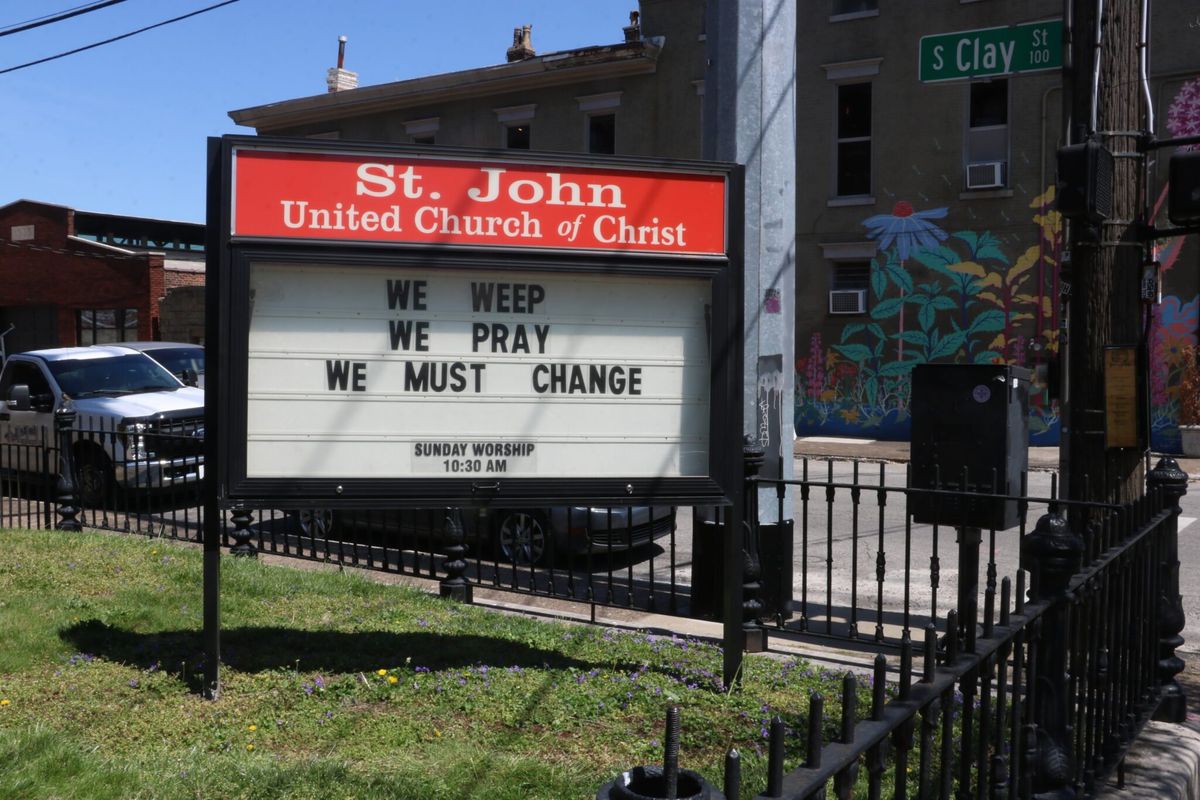 S Clay St
100
St. John
United Church of Christ
WE WEEP
WE PRAY
WE MUST CHANGE
SUNDAY WORSHIP
10:30 AM